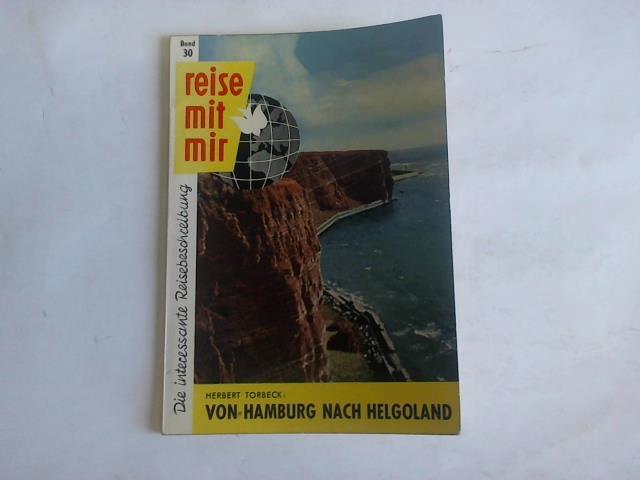 Band
30
reise
mit
mir
Die interessante Reisebeschreibung
HERBERT TORBECK:
VON HAMBURG NACH HELGOLAND